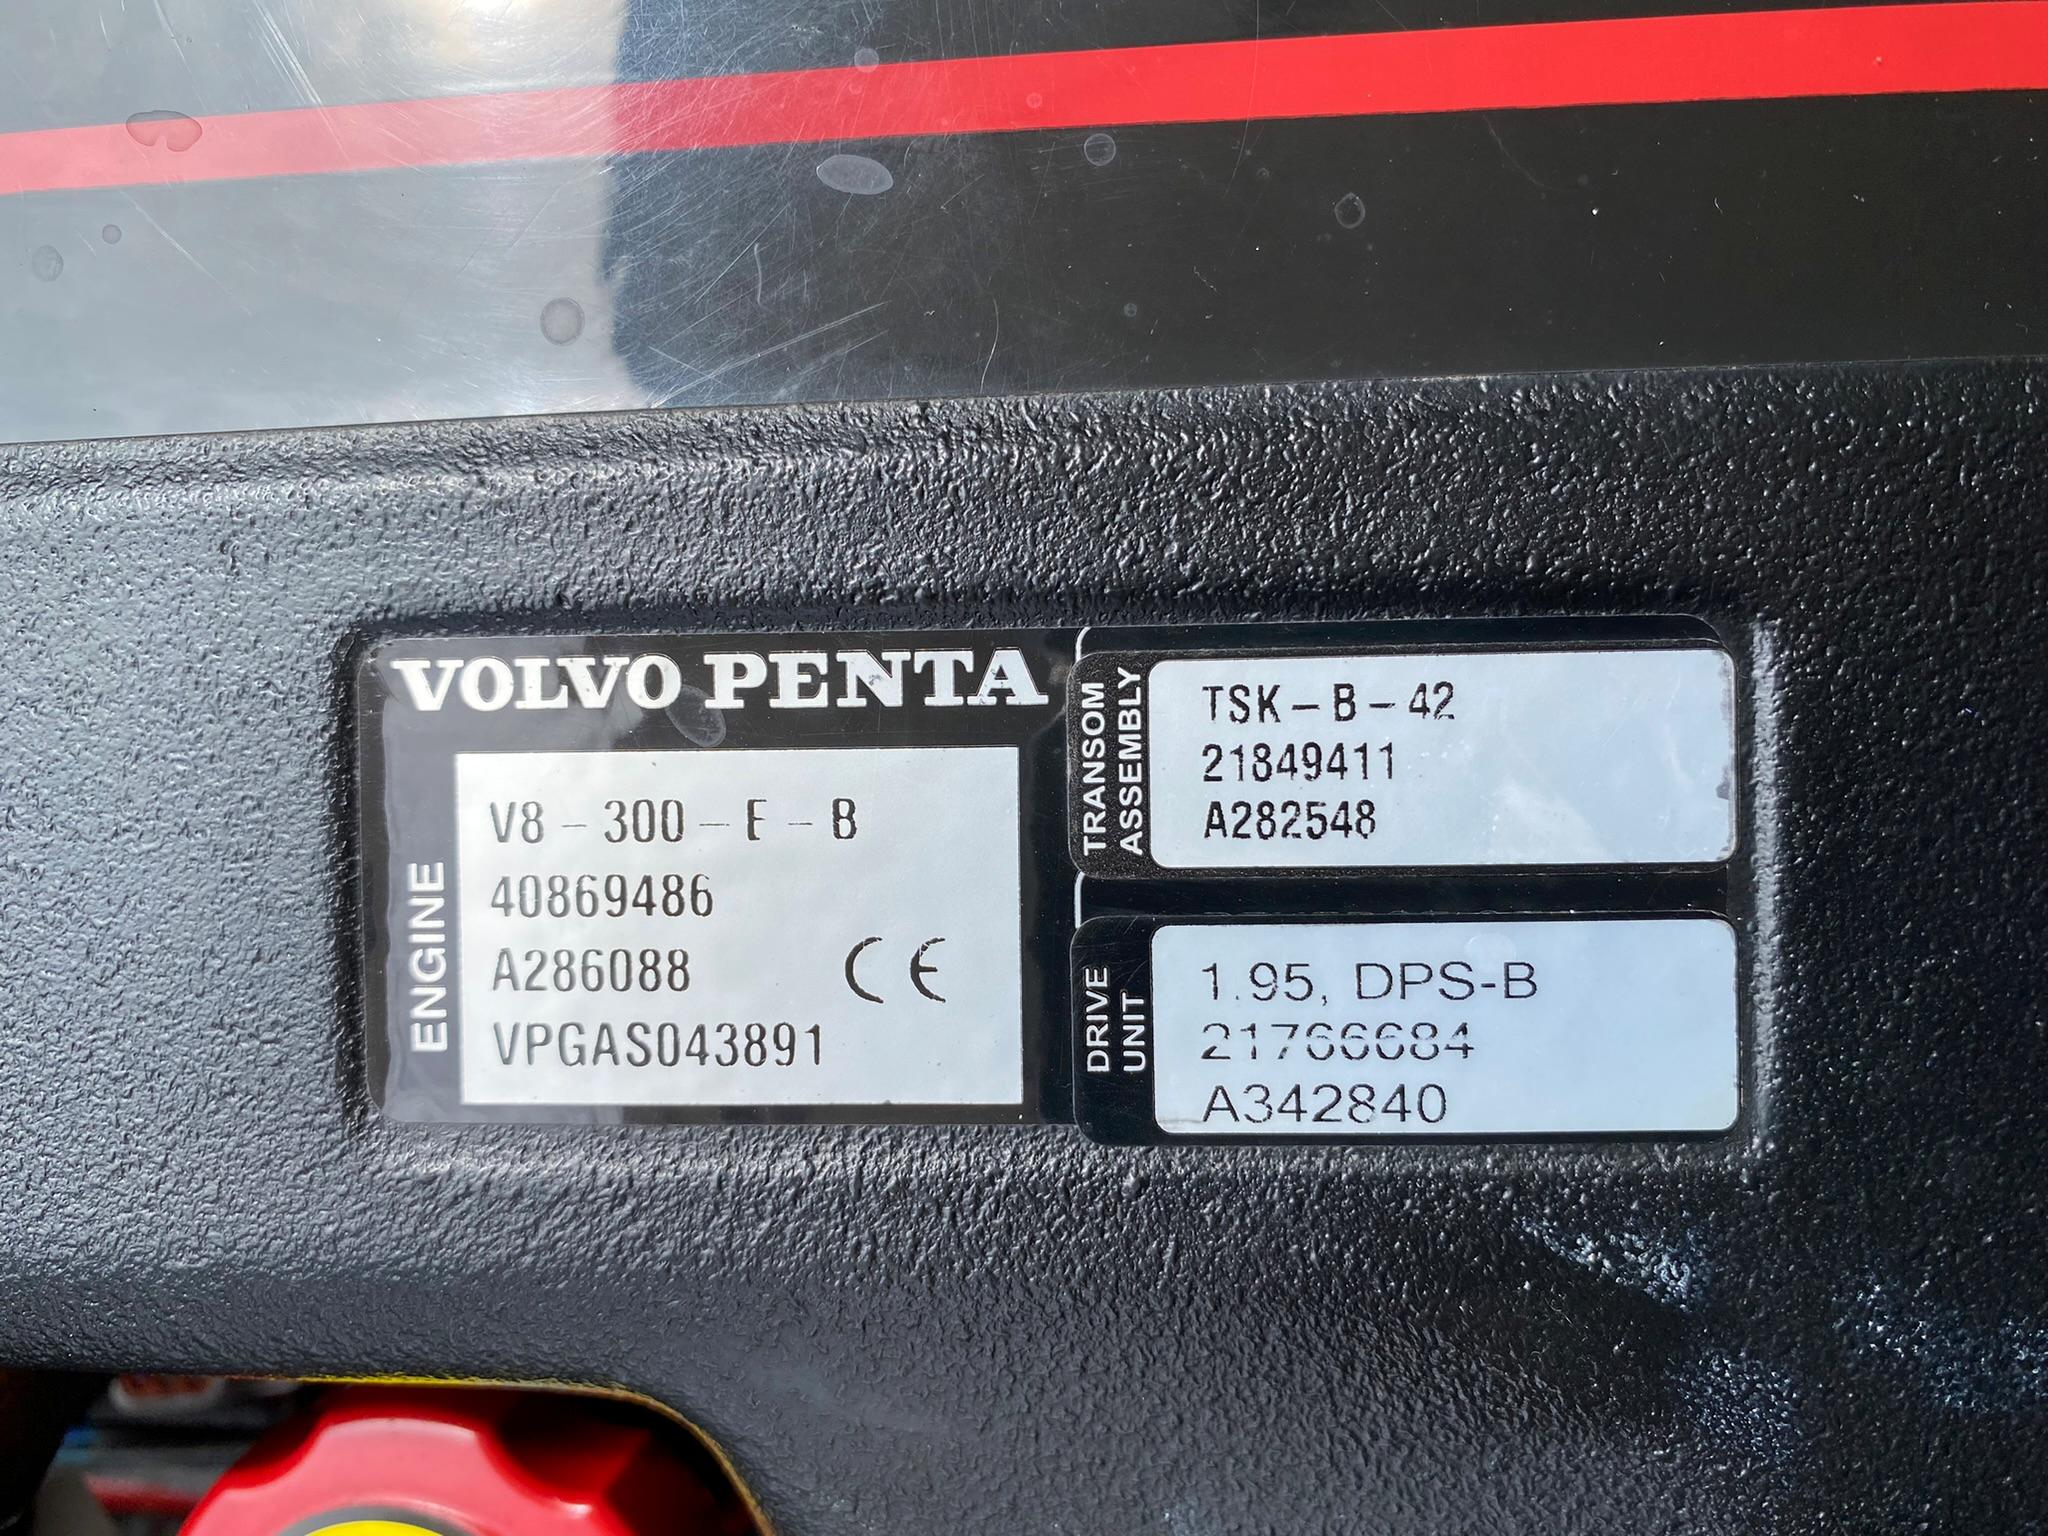 VOLVO PENTA
ENGINE
V8-300-E-B
40869486
A286088
CE
VPGAS043891
TRANSOM
ASSEMBLY
TSK-B-42
21849411
A282548
DRIVE
UNIT
1.95, DPS-B
21766684
A342840